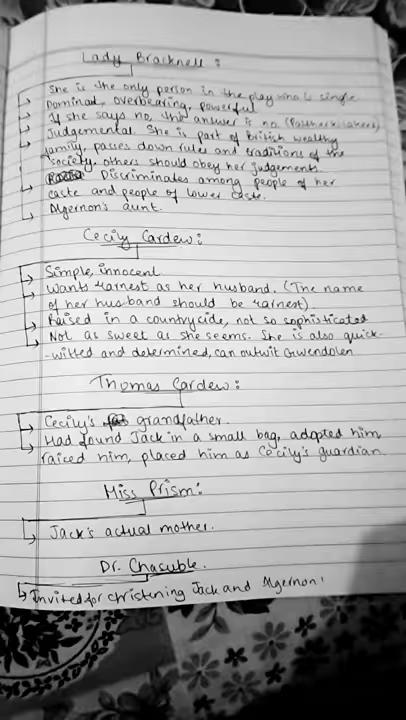 Lady Bracknell:
She is the only person in the play who is single
Dominad, overbearing, powerful
If she says no, this answer is no.
Judgemental. She is part of British wealthy
family, passes down rules and traditions of the
society, others should obey her judgements.
Discriminates among people of her
caste and people of lower caste.
Algernon's aunt.
Cecily Cardew:
Simple, innocent
Wants Earnest as her husband. (The name
of her husband should be Earnest)
Raised in a countrycide, not so sophisticated
Not as sweet as she seems. She is also quick-
-witted and determined, can outwit Gwendolen
Thomas Cardew:
Cecily's grandfather.
Had found Jack in a small bag, adopted him
raiced him, placed him as Cecily's guardian.
Miss Prism:
Jack's actual mother.
Dr. Chasuble.
Invited for christening Jack and Algernon!